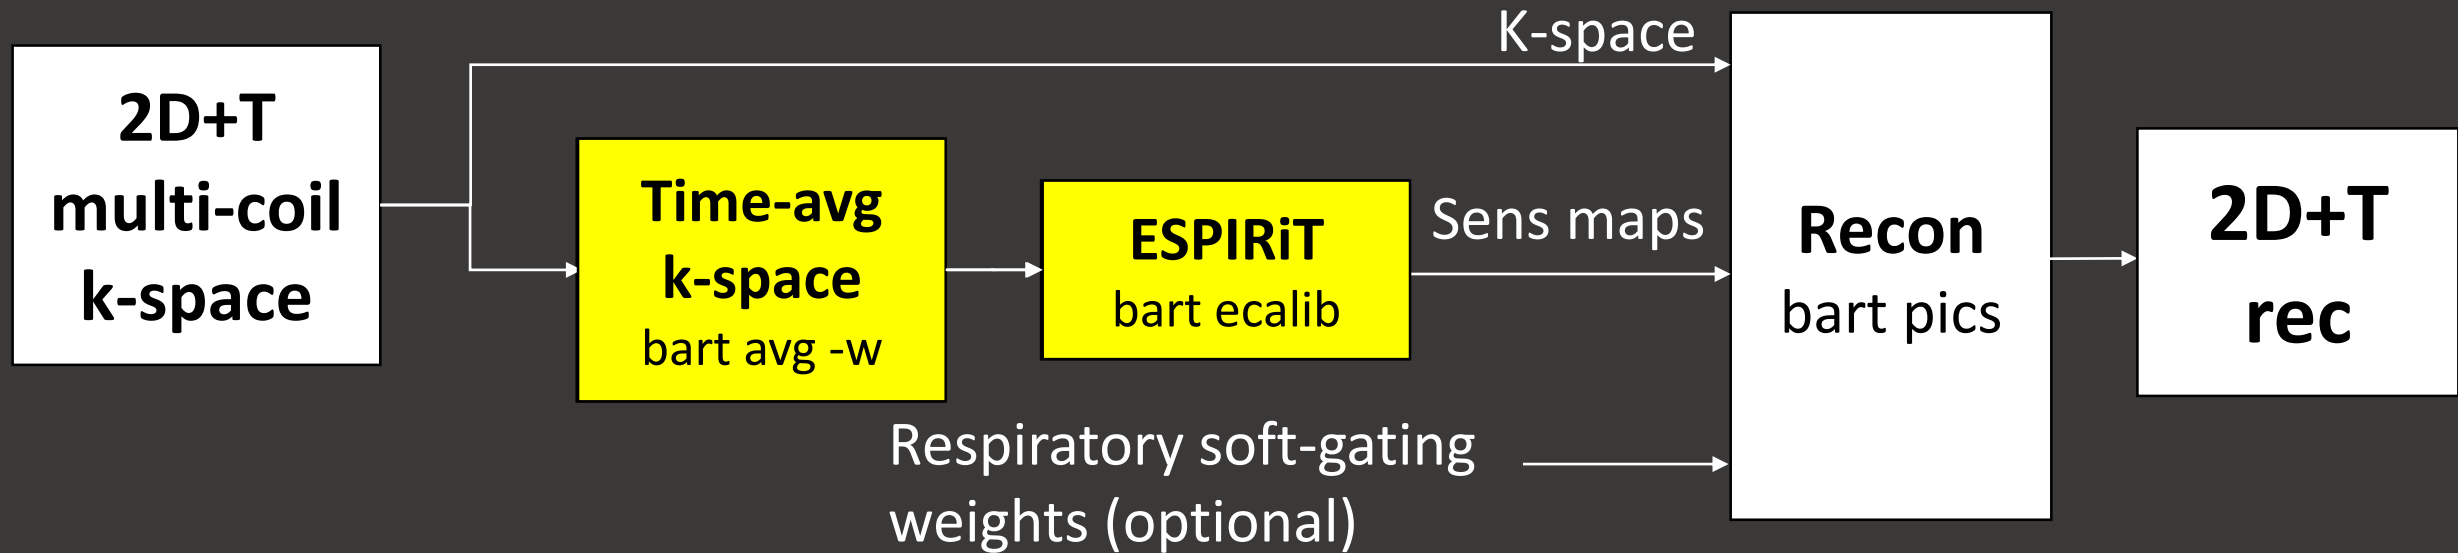 2D+T
multi-coil
k-space
Time-avg
k-space
bart avg -w
ESPIRiT
bart ecalib
K-space
Sens maps
Respiratory soft-gating
weights (optional)
Recon
bart pics
2D+T
rec